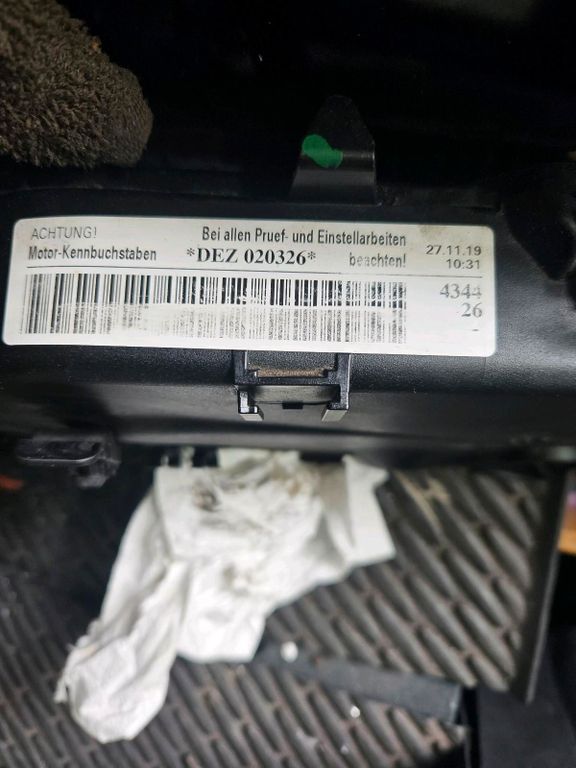 ACHTUNG! Bei allen Pruef- und Einstellarbeiten 27.11.19
Motor-Kennbuchstaben *DEZ 020326* beachten! 10:31
4344
26
-